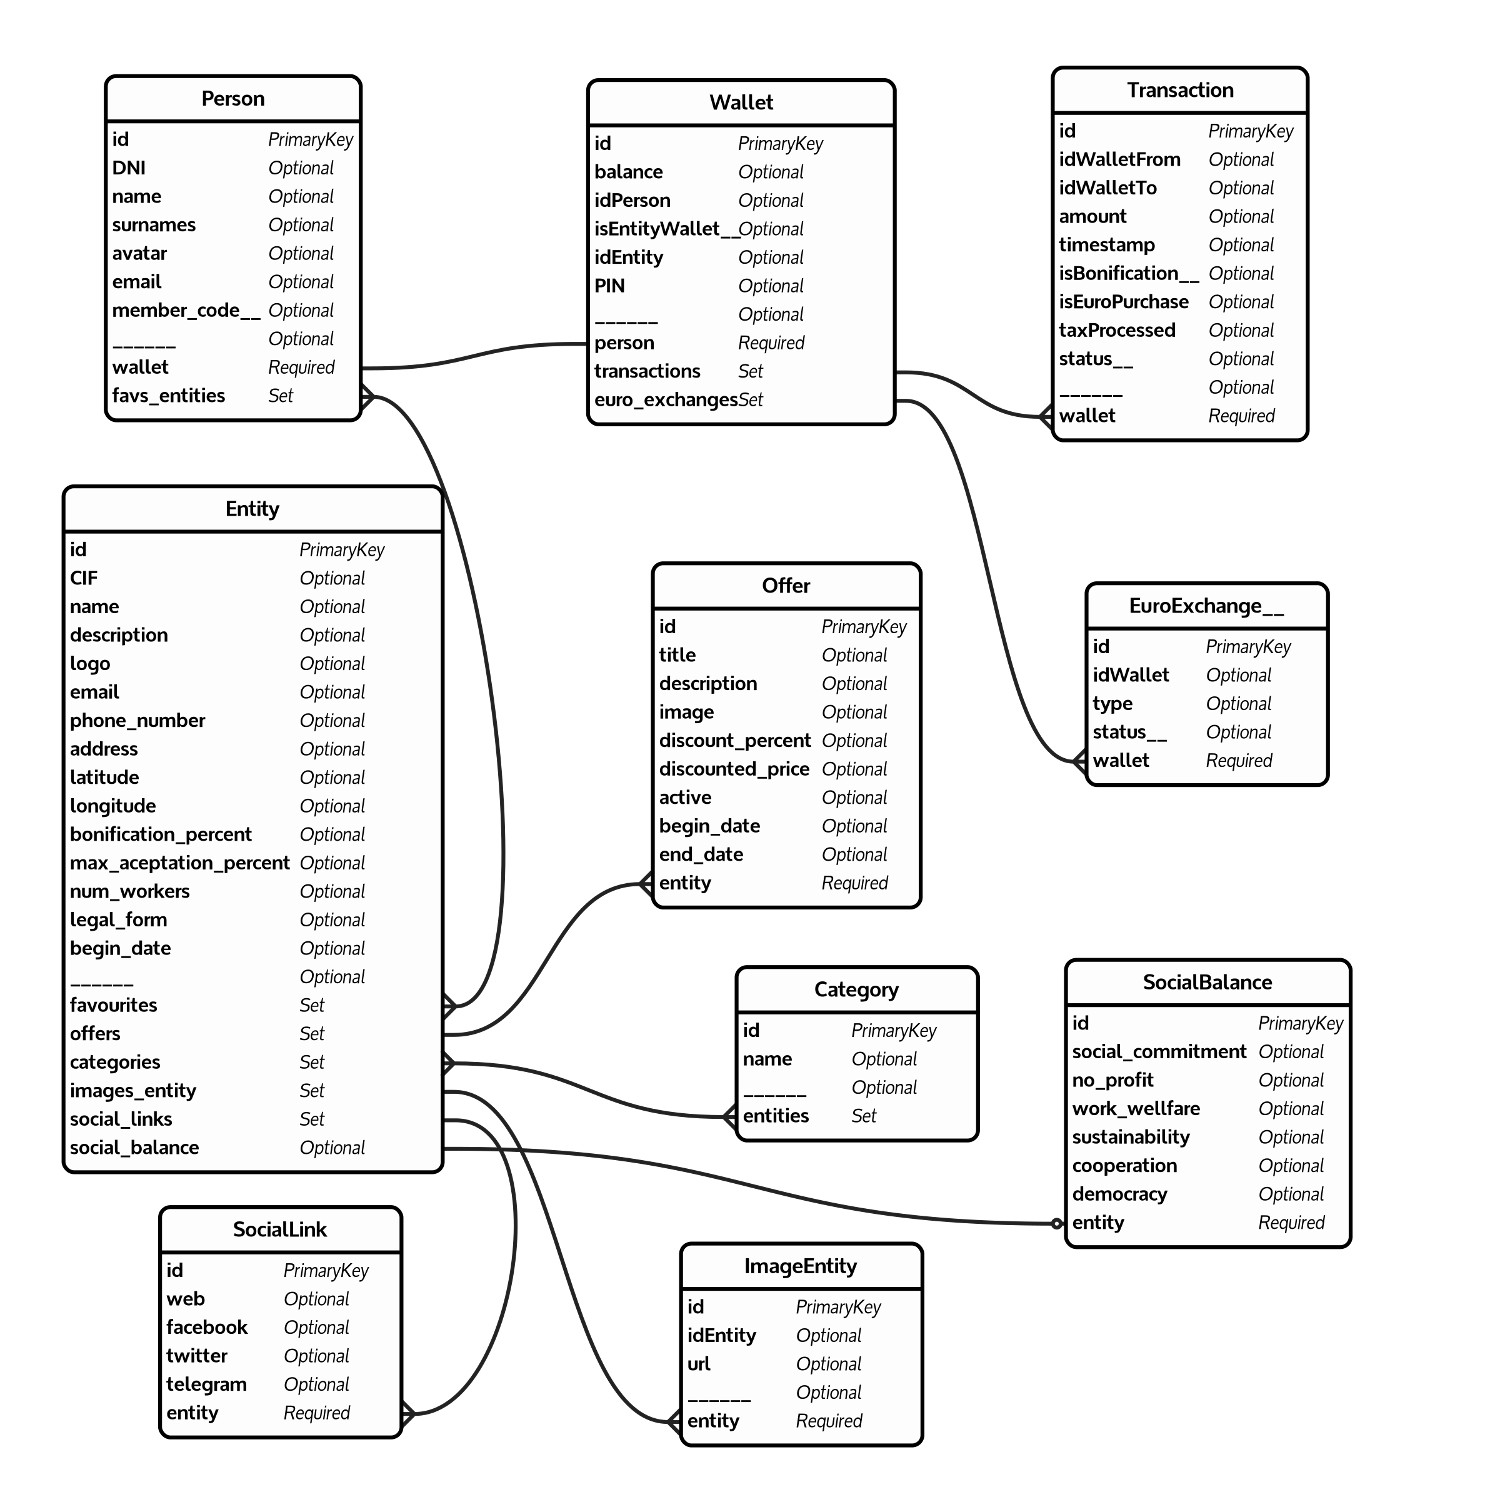 Person
id PrimaryKey
DNI Optional
name Optional
surnames Optional
avatar Optional
email Optional
member_code__ Optional
______ Optional
wallet Required
favs_entities Set
Wallet
id PrimaryKey
balance Optional
idPerson Optional
isEntityWallet__ Optional
idEntity Optional
PIN Optional
______ Optional
person Required
transactions Set
euro_exchanges Set
Transaction
id PrimaryKey
idWalletFrom Optional
idWalletTo Optional
amount Optional
timestamp Optional
isBonification__ Optional
isEuroPurchase Optional
taxProcessed Optional
status__ Optional
______ Optional
wallet Required
Entity
id PrimaryKey
CIF Optional
name Optional
description Optional
logo Optional
email Optional
phone_number Optional
address Optional
latitude Optional
longitude Optional
bonification_percent Optional
max_aceptation_percent Optional
num_workers Optional
legal_form Optional
begin_date Optional
______ Optional
favourites Set
offers Set
categories Set
images_entity Set
social_links Set
social_balance Optional
Offer
id PrimaryKey
title Optional
description Optional
image Optional
discount_percent Optional
discounted_price Optional
active Optional
begin_date Optional
end_date Optional
entity Required
EuroExchange__
id PrimaryKey
idWallet Optional
type Optional
status__ Optional
wallet Required
Category
id PrimaryKey
name Optional
______ Optional
entities Set
SocialBalance
id PrimaryKey
social_commitment Optional
no_profit Optional
work_wellfare Optional
sustainability Optional
cooperation Optional
democracy Optional
entity Required
SocialLink
id PrimaryKey
web Optional
facebook Optional
twitter Optional
telegram Optional
entity Required
ImageEntity
id PrimaryKey
idEntity Optional
url Optional
______ Optional
entity Required